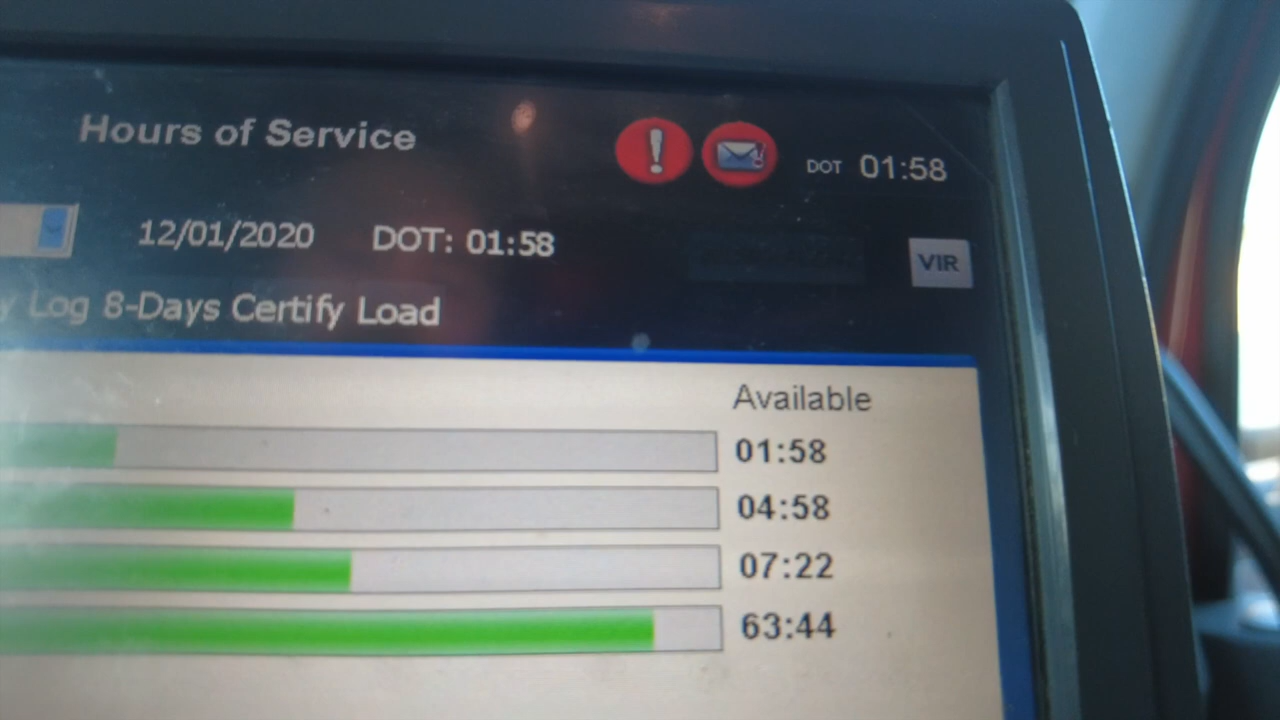 Hours of Service
DOT 01:58
12/01/2020 DOT: 01:58
VIR
y Log 8-Days Certify Load
Available
01:58
04:58
07:22
63:44